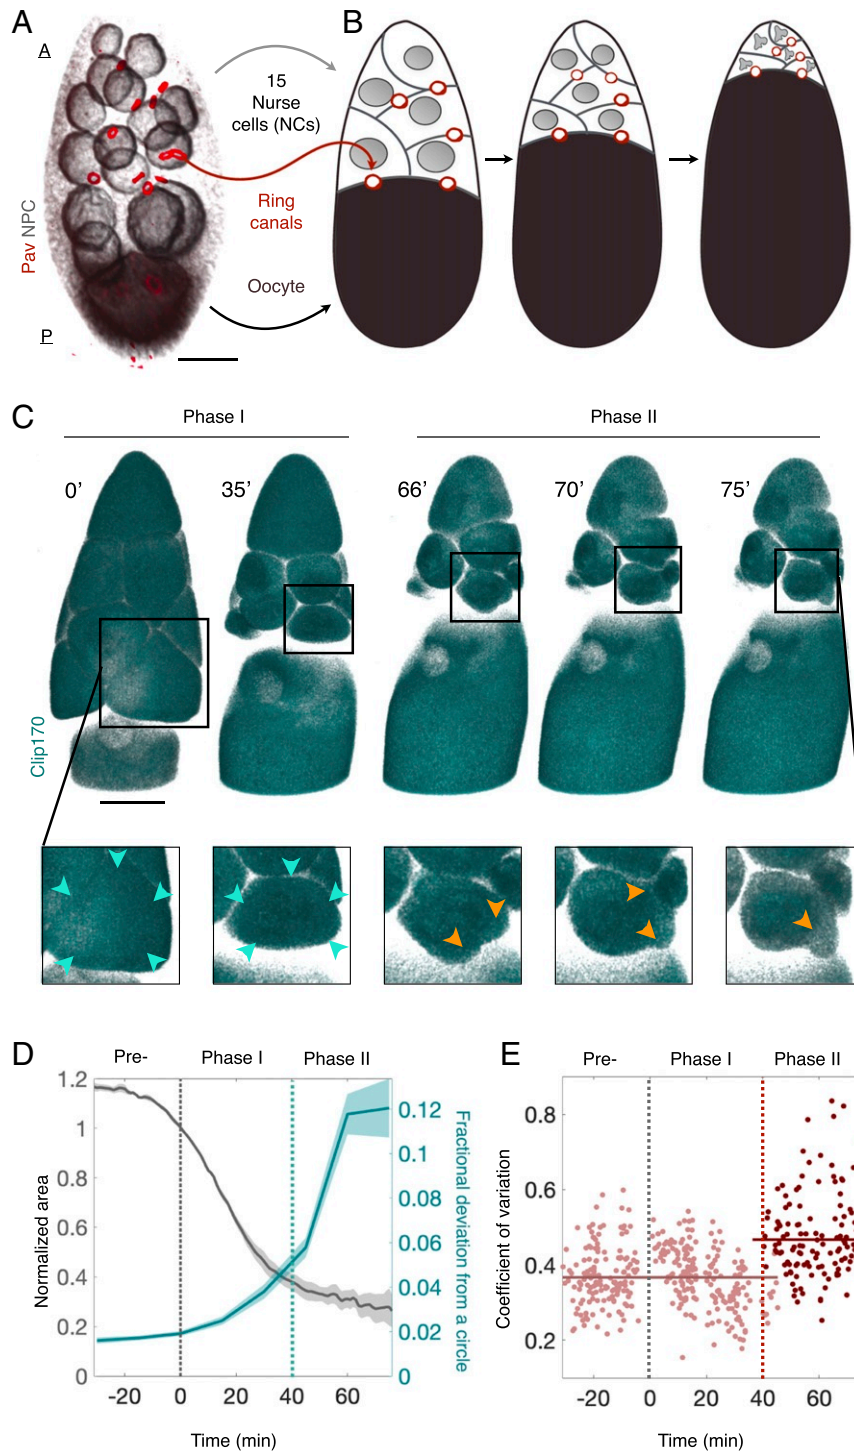 A
B
A
15
Nurse
cells (NCs)
Ring
canals
Oocyte
Pav NPC
P
C
Phase I
Phase II
0’
35’
66’
70’
75’
Clip170
D
Pre-
Phase I
Phase II
1.2
1
0.8
0.6
0.4
0.2
0
0.12
0.1
0.08
0.06
0.04
0.02
0
Normalized area
Fractional deviation
from a circle
-20
0
20
40
60
Time (min)
E
Pre-
Phase I
Phase II
0.8
0.6
0.4
0.2
Coefficient of variation
-20
0
20
40
60
Time (min)